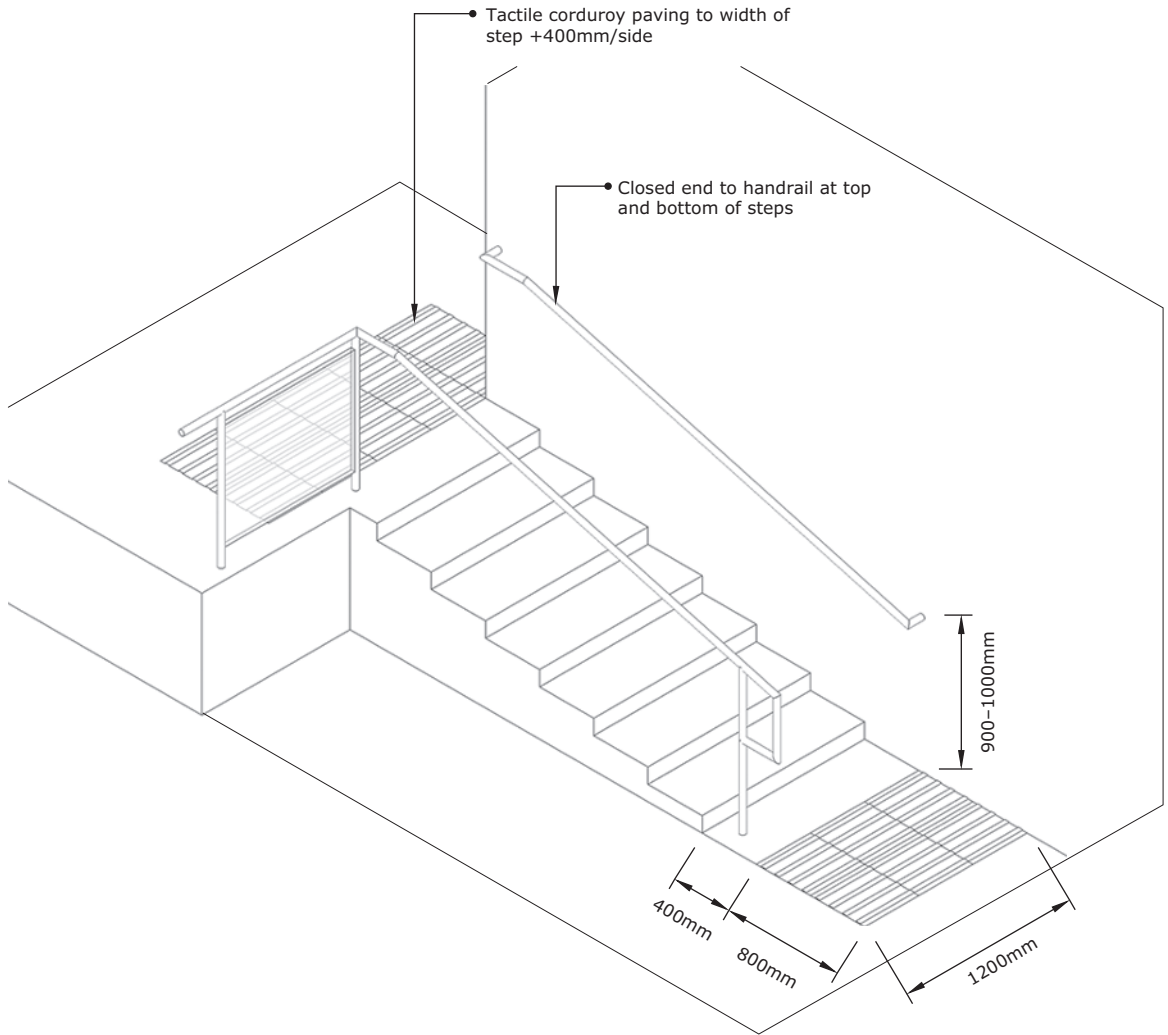 Tactile corduroy paving to width of
step +400mm/side
Closed end to handrail at top
and bottom of steps
900–1000mm
400mm
800mm
1200mm